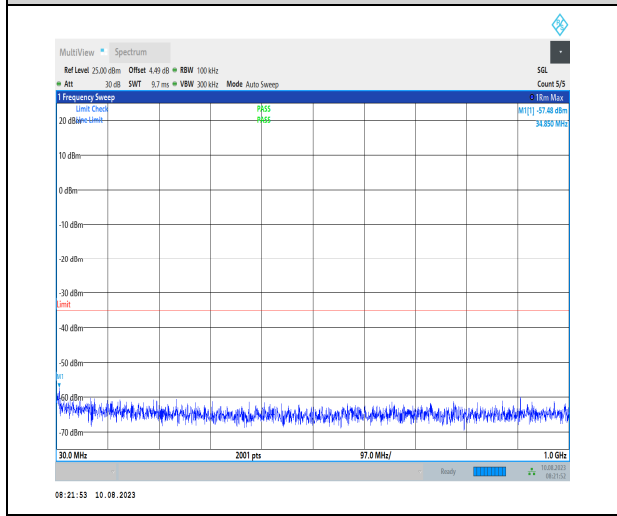 MultiView Spectrum
Ref Level 25.00 dBm Offset 4.49 dB RBW 100 kHz SGL
Att 30 dB SWT 9.7 ms VBW 300 kHz Mode Auto Sweep Count 5/5
1 Frequency Sweep 1Rm Max
Limit Check PASS M1[1] -57.48 dBm
20 dBm Line Limit PASS 34.850 MHz
10 dBm
0 dBm
-10 dBm
-20 dBm
-30 dBm
Limit
-40 dBm
-50 dBm
M1
-60 dBm
-70 dBm
30.0 MHz 2001 pts 97.0 MHz/ 1.0 GHz
Ready 10.08.2023
08:21:52
08:21:53 10.08.2023